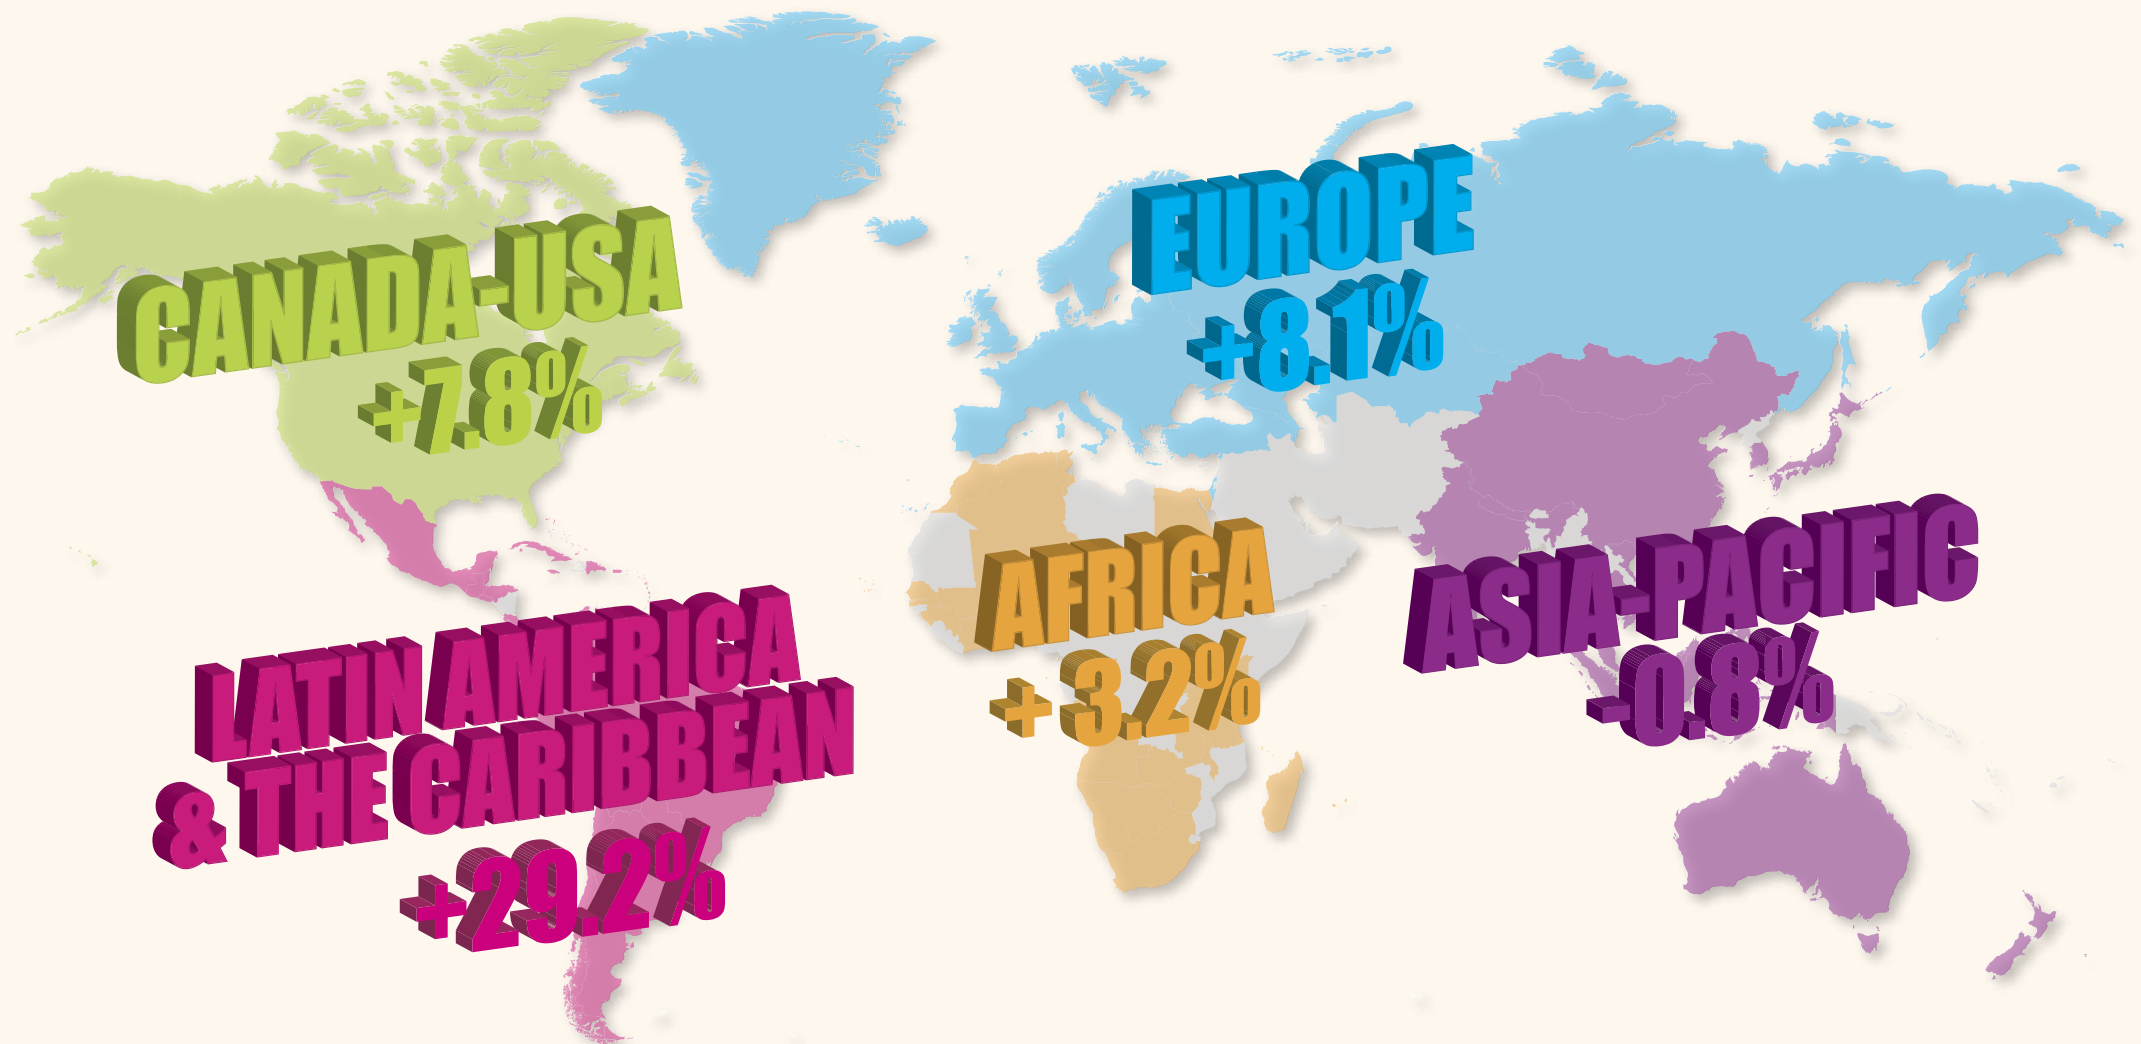 CANADA-USA
+7.8%
EUROPE
+8.1%
LATIN AMERICA
& THE CARIBBEAN
+29.2%
AFRICA
+3.2%
ASIA-PACIFIC
-0.8%